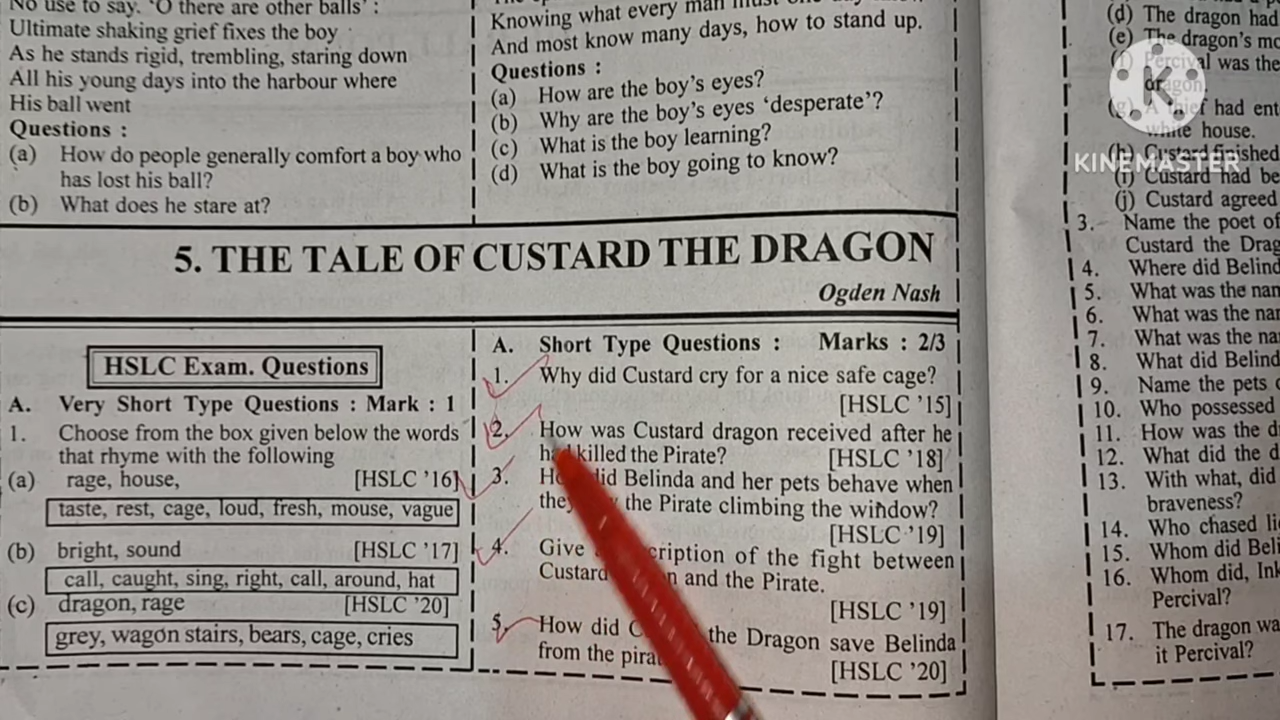 No use to say. 'O there are other balls' :
Ultimate shaking grief fixes the boy
As he stands rigid, trembling, staring down
All his young days into the harbour where
His ball went
Questions :
(a) How do people generally comfort a boy who
has lost his ball?
(b) What does he stare at?
Knowing what every man must one day
And most know many days, how to stand up.
Questions :
(a) How are the boy's eyes?
(b) Why are the boy's eyes 'desperate'?
(c) What is the boy learning?
(d) What is the boy going to know?
5. THE TALE OF CUSTARD THE DRAGON
Ogden Nash
HSLC Exam. Questions
A. Very Short Type Questions : Mark : 1
1. Choose from the box given below the words
that rhyme with the following
(a) rage, house, [HSLC '16]
taste, rest, cage, loud, fresh, mouse, vague
(b) bright, sound [HSLC '17]
call, caught, sing, right, call, around, hat
(c) dragon, rage [HSLC '20]
grey, wagon stairs, bears, cage, cries
A. Short Type Questions : Marks : 2/3
1. Why did Custard cry for a nice safe cage?
[HSLC '15]
2. How was Custard dragon received after he
had killed the Pirate? [HSLC '18]
3. How did Belinda and her pets behave when
they the Pirate climbing the window?
[HSLC '19]
4. Give a description of the fight between
Custard and the Pirate.
[HSLC '19]
5. How did the Dragon save Belinda
from the pirate [HSLC '20]
(d) The dragon had
(e) The dragon's
(f) Percival was the
dragon
(g) A thief had ent
white house.
(h) Custard finished
(i) Custard had be
(j) Custard agreed
3. Name the poet of
Custard the Drag
4. Where did Belind
5. What was the nam
6. What was the nar
7. What was the na
8. What did Belind
9. Name the pets
10. Who possessed
11. How was the d
12. What did the d
13. With what, did
braveness?
14. Who chased li
15. Whom did Beli
16. Whom did, Ink
Percival?
17. The dragon wa
it Percival?
K
KINEMASTER